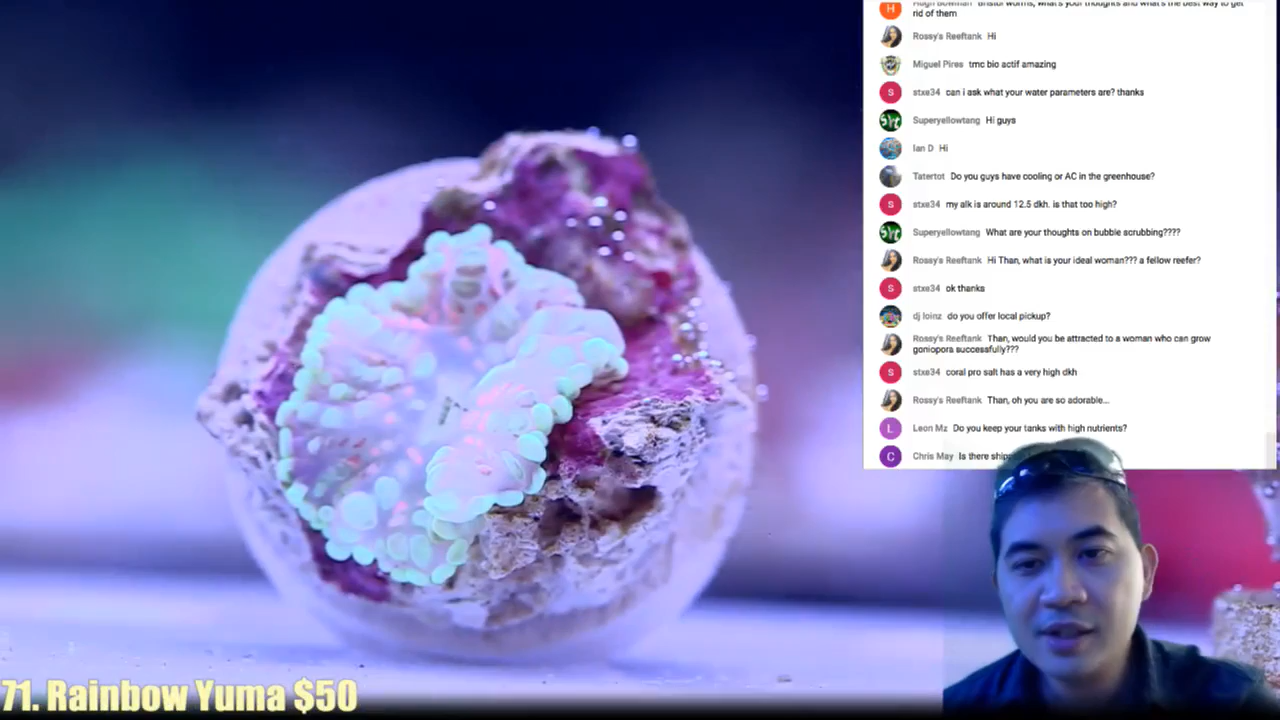 rid of them
Rossy's Reeftank Hi
Miguel Pires tmc bio actif amazing
S stxe34 can i ask what your water parameters are? thanks
Superyellowtang Hi guys
Ian D Hi
Tatertot Do you guys have cooling or AC in the greenhouse?
S stxe34 my alk is around 12.5 dkh. is that too high?
Superyellowtang What are your thoughts on bubble scrubbing????
Rossy's Reeftank Hi Than, what is your ideal woman??? a fellow reefer?
S stxe34 ok thanks
dj loinz do you offer local pickup?
Rossy's Reeftank Than, would you be attracted to a woman who can grow
goniopora successfully???
S stxe34 coral pro salt has a very high dkh
Rossy's Reeftank Than, oh you are so adorable...
L Leon Mz Do you keep your tanks with high nutrients?
C Chris May Is there
71. Rainbow Yuma $50